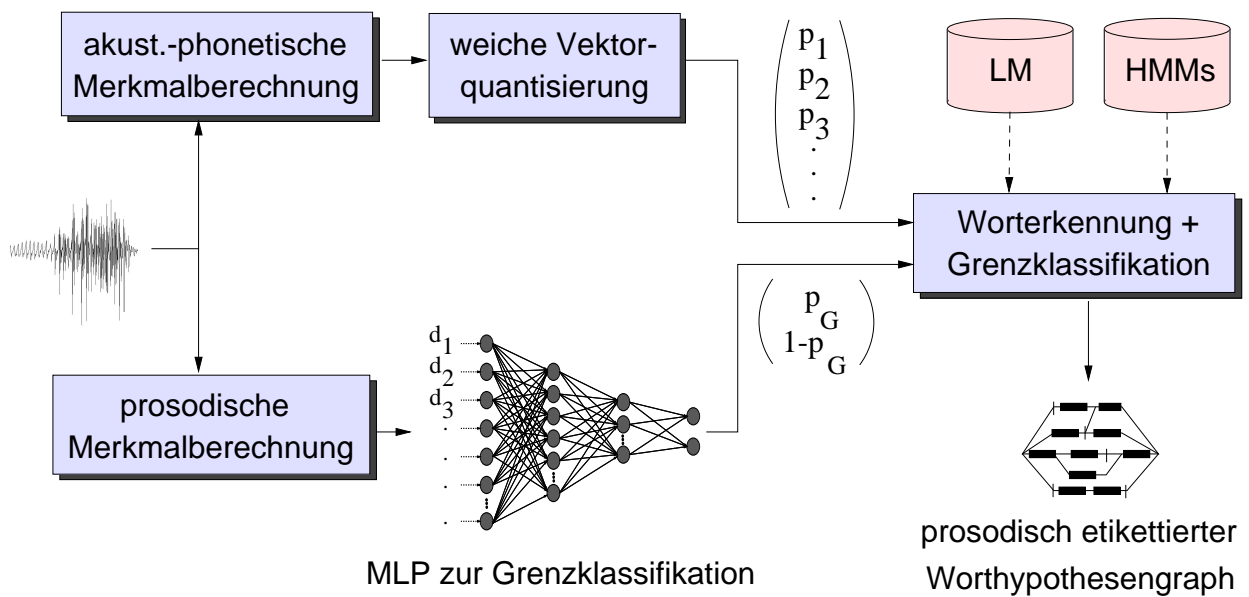 akust.-phonetische
Merkmalberechnung
weiche Vektor-
quantisierung
p1
p2
p3
.
.
.
LM
HMMs
Worterkennung +
Grenzklassifikation
pG
1-pG
prosodische
Merkmalberechnung
d1
d2
d3
.
.
.
.
MLP zur Grenzklassifikation
prosodisch etikettierter
Worthypothesengraph